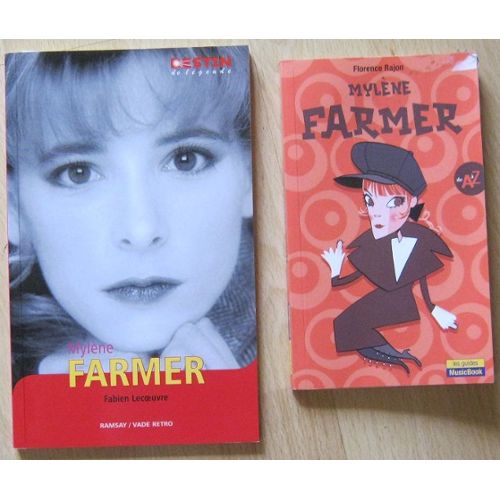 DESTIN
de légende
Mylène
FARMER
Fabien Lecœuvre
RAMSAY / VADE RETRO
Florence Rajon
MYLÈNE
FARMER
de A à Z
les guides
MusicBook